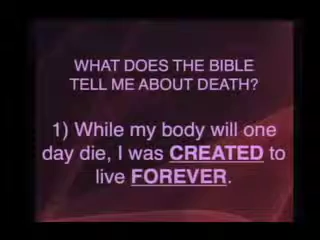 WHAT DOES THE BIBLE
TELL ME ABOUT DEATH?
1) While my body will one
day die, I was CREATED to
live FOREVER.